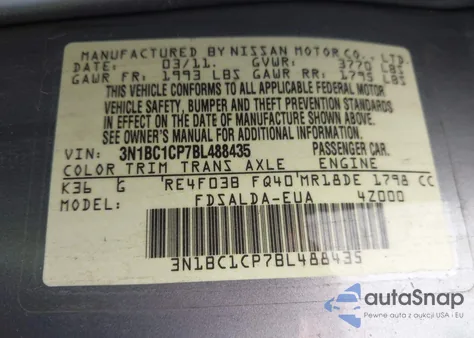 MANUFACTURED BY NISSAN MOTOR CO., LTD.
DATE: 03/11. GVWR: 3770 LBS
GAWR FR: 1993 LBS GAWR RR: 1795 LBS
THIS VEHICLE CONFORMS TO ALL APPLICABLE FEDERAL MOTOR
VEHICLE SAFETY, BUMPER AND THEFT PREVENTION STANDARDS
IN EFFECT ON THE DATE OF MANUFACTURE SHOWN ABOVE.
SEE OWNER'S MANUAL FOR ADDITIONAL INFORMATION.
VIN: 3N1BC1CP7BL488435 PASSENGER CAR.
COLOR TRIM TRANS AXLE ENGINE
K36 G RE4F03B FQ40 MR18DE 1798 CC
MODEL: FDSALDA-EUA 4Z000
3N1BC1CP7BL488435
autoSnap
Pewne auto z aukcji USA i EU